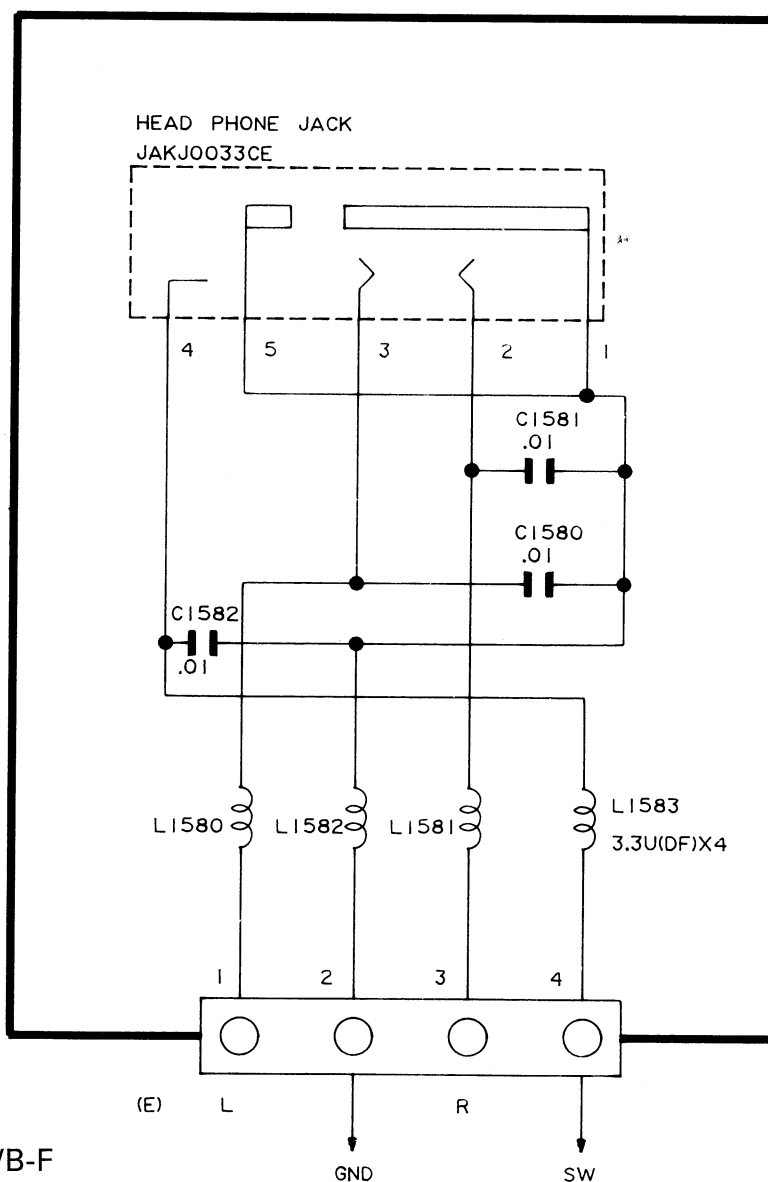 HEAD PHONE JACK
JAKJ0033CE
4 5 3 2 1
C1581
.01
C1580
.01
C1582
.01
L1580 L1582 L1581 L1583
3.3U(DF)X4
1 2 3 4
(E) L R
GND SW
/B-F